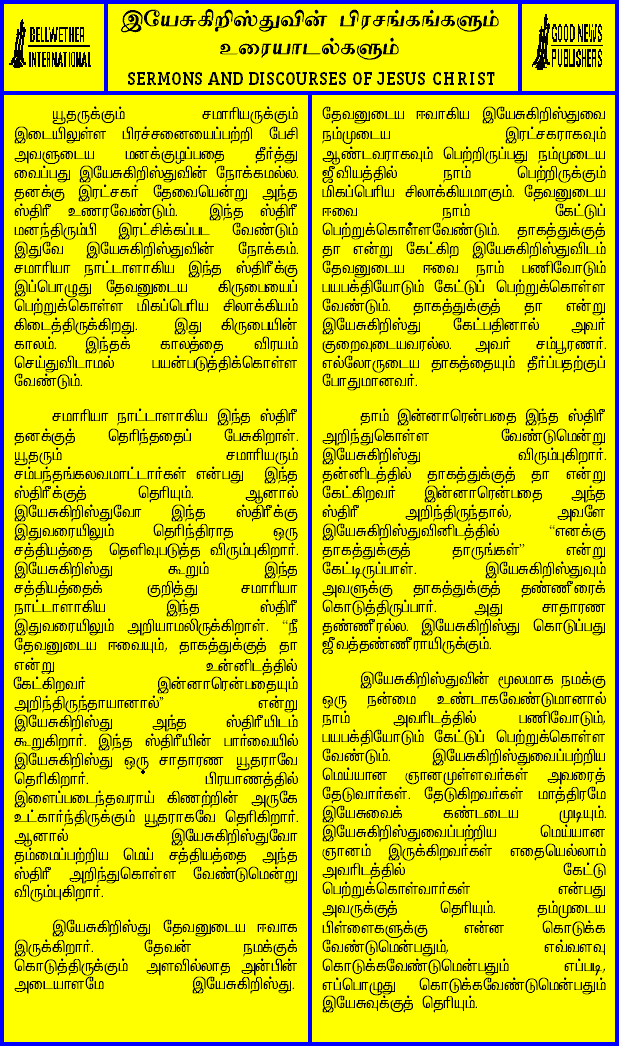 BELLWETHER
INTERNATIONAL
இயேசுகிறிஸ்துவின் பிரசங்கங்களும்
உரையாடல்களும்
SERMONS AND DISCOURSES OF JESUS CHRIST
GOOD NEWS
PUBLISHERS
யூதருக்கும் சமாரியருக்கும்
இடையிலுள்ள பிரச்சனையைப்பற்றி பேசி
அவளுடைய மனக்குழப்பதை தீர்த்து
வைப்பது இயேசுகிறிஸ்துவின் நோக்கமல்ல.
தனக்கு இரட்சகர் தேவையென்று அந்த
ஸ்திரீ உணரவேண்டும். இந்த ஸ்திரீ
மனந்திரும்பி இரட்சிக்கப்பட வேண்டும்
இதுவே இயேசுகிறிஸ்துவின் நோக்கம்.
சமாரியா நாட்டாளாகிய இந்த ஸ்திரீக்கு
இப்பொழுது தேவனுடைய கிருபையைப்
பெற்றுக்கொள்ள மிகப்பெரிய சிலாக்கியம்
கிடைத்திருக்கிறது. இது கிருபையின்
காலம். இந்தக் காலத்தை விரயம்
செய்துவிடாமல் பயன்படுத்திக்கொள்ள
வேண்டும்.
சமாரியா நாட்டாளாகிய இந்த ஸ்திரீ
தனக்குத் தெரிந்ததைப் பேசுகிறாள்.
யூதரும் சமாரியரும்
சம்பந்தங்கலவமாட்டார்கள் என்பது இந்த
ஸ்திரீக்குத் தெரியும். ஆனால்
இயேசுகிறிஸ்துவோ இந்த ஸ்திரீக்கு
இதுவரையிலும் தெரிந்திராத ஒரு
சத்தியத்தை தெளிவுபடுத்த விரும்புகிறார்.
இயேசுகிறிஸ்து கூறும் இந்த
சத்தியத்தைக் குறித்து சமாரியா
நாட்டாளாகிய இந்த ஸ்திரீ
இதுவரையிலும் அறியாமலிருக்கிறாள். “நீ
தேவனுடைய ஈவையும், தாகத்துக்குத் தா
என்று உன்னிடத்தில்
கேட்கிறவர் இன்னாரென்பதையும்
அறிந்திருந்தாயானால்” என்று
இயேசுகிறிஸ்து அந்த ஸ்திரீயிடம்
கூறுகிறார். இந்த ஸ்திரீயின் பார்வையில்
இயேசுகிறிஸ்து ஒரு சாதாரண யூதராவே
தெரிகிறார். பிரயாணத்தில்
இளைப்படைந்தவராய் கிணற்றின் அருகே
உட்கார்ந்திருக்கும் யூதராகவே தெரிகிறார்.
ஆனால் இயேசுகிறிஸ்துவோ
தம்மைப்பற்றிய மெய் சத்தியத்தை அந்த
ஸ்திரீ அறிந்துகொள்ள வேண்டுமென்று
விரும்புகிறார்.
இயேசுகிறிஸ்து தேவனுடைய ஈவாக
இருக்கிறார். தேவன் நமக்குக்
கொடுத்திருக்கும் அளவில்லாத அன்பின்
அடையாளமே இயேசுகிறிஸ்து.
தேவனுடைய ஈவாகிய இயேசுகிறிஸ்துவை
நம்முடைய இரட்சகராகவும்
ஆண்டவராகவும் பெற்றிருப்பது நம்முடைய
ஜீவியத்தில் நாம் பெற்றிருக்கும்
மிகப்பெரிய சிலாக்கியமாகும். தேவனுடைய
ஈவை நாம் கேட்டுப்
பெற்றுக்கொள்ளவேண்டும். தாகத்துக்குத்
தா என்று கேட்கிற இயேசுகிறிஸ்துவிடம்
தேவனுடைய ஈவை நாம் பணிவோடும்
பயபக்தியோடும் கேட்டுப் பெற்றுக்கொள்ள
வேண்டும். தாகத்துக்குத் தா என்று
இயேசுகிறிஸ்து கேட்பதினால் அவர்
குறைவுடையவரல்ல. அவர் சம்பூரணர்.
எல்லோருடைய தாகத்தையும் தீர்ப்பதற்குப்
போதுமானவர்.
தாம் இன்னாரென்பதை இந்த ஸ்திரீ
அறிந்துகொள்ள வேண்டுமென்று
இயேசுகிறிஸ்து விரும்புகிறார்.
தன்னிடத்தில் தாகத்துக்குத் தா என்று
கேட்கிறவர் இன்னாரென்பதை அந்த
ஸ்திரீ அறிந்திருந்தால், அவளே
இயேசுகிறிஸ்துவினிடத்தில் “எனக்கு
தாகத்துக்குத் தாருங்கள்” என்று
கேட்டிருப்பாள். இயேசுகிறிஸ்துவும்
அவளுக்கு தாகத்துக்குத் தண்ணீரைக்
கொடுத்திருப்பார். அது சாதாரண
தண்ணீரல்ல. இயேசுகிறிஸ்து கொடுப்பது
ஜீவத்தண்ணீராயிருக்கும்.
இயேசுகிறிஸ்துவின் மூலமாக நமக்கு
ஒரு நன்மை உண்டாகவேண்டுமானால்
நாம் அவரிடத்தில் பணிவோடும்,
பயபக்தியோடும் கேட்டுப் பெற்றுக்கொள்ள
வேண்டும். இயேசுகிறிஸ்துவைப்பற்றிய
மெய்யான ஞானமுள்ளவர்கள் அவரைத்
தேடுவார்கள். தேடுகிறவர்கள் மாத்திரமே
இயேசுவைக் கண்டடைய முடியும்.
இயேசுகிறிஸ்துவைப்பற்றிய மெய்யான
ஞானம் இருக்கிறவர்கள் எதையெல்லாம்
அவரிடத்தில் கேட்டு
பெற்றுக்கொள்வார்கள் என்பது
அவருக்குத் தெரியும். தம்முடைய
பிள்ளைகளுக்கு என்ன கொடுக்க
வேண்டுமென்பதும், எவ்வளவு
கொடுக்கவேண்டுமென்பதும் எப்படி,
எப்பொழுது கொடுக்கவேண்டுமென்பதும்
இயேசுவுக்குத் தெரியும்.